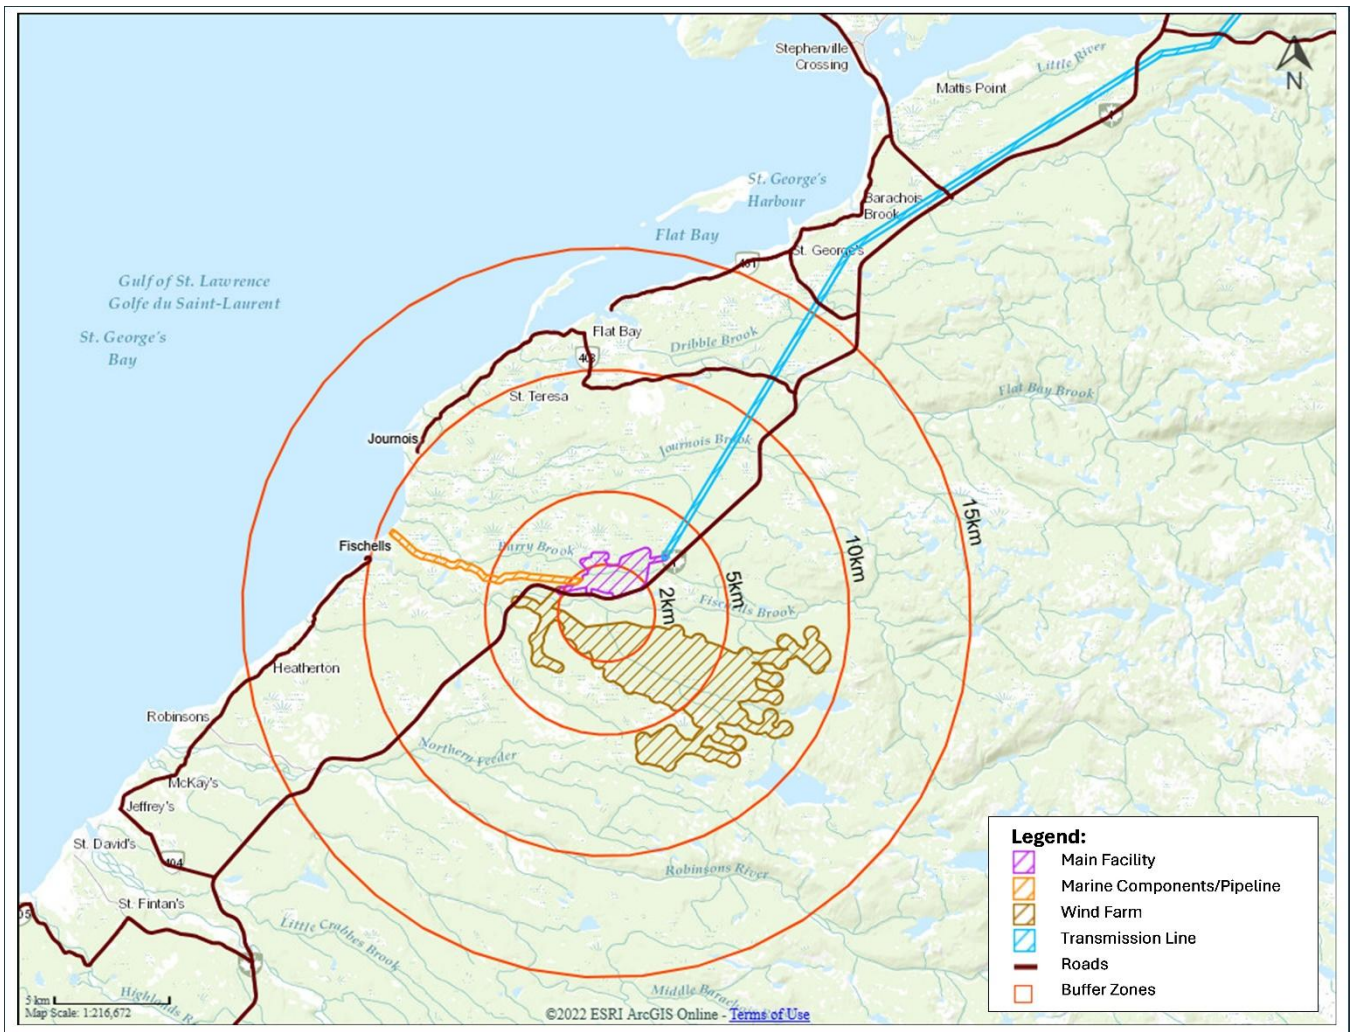 Stephenville
Crossing
Little River
Mattis Point
N
St. George's
Harbour
Barachois
Brook
Flat Bay
St. George's
Gulf of St. Lawrence
Golfe du Saint-Laurent
St. George's
Bay
Flat Bay
403
Dribble Brook
St. Teresa
Flat Bay Brook
Journois
Journois Brook
15km
10km
5km
2km
Fischells
Barry Brook
Fischells Brook
Heatherton
Robinsons
Northern Feeder
McKay's
Jeffrey's
St. David's
404
Robinsons River
St. Fintan's
Little Crabbes Brook
Middle Barach
Highlands R
5 km
Map Scale: 1:216,672
©2022 ESRI ArcGIS Online - Terms of Use
Legend:
Main Facility
Marine Components/Pipeline
Wind Farm
Transmission Line
Roads
Buffer Zones